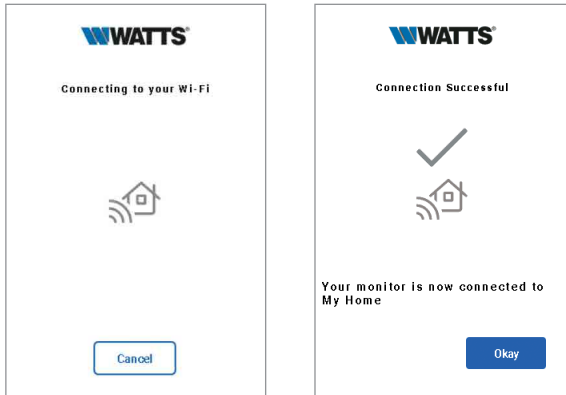 WATTS®
Connecting to your Wi-Fi
Cancel
WATTS®
Connection Successful
Your monitor is now connected to
My Home
Okay